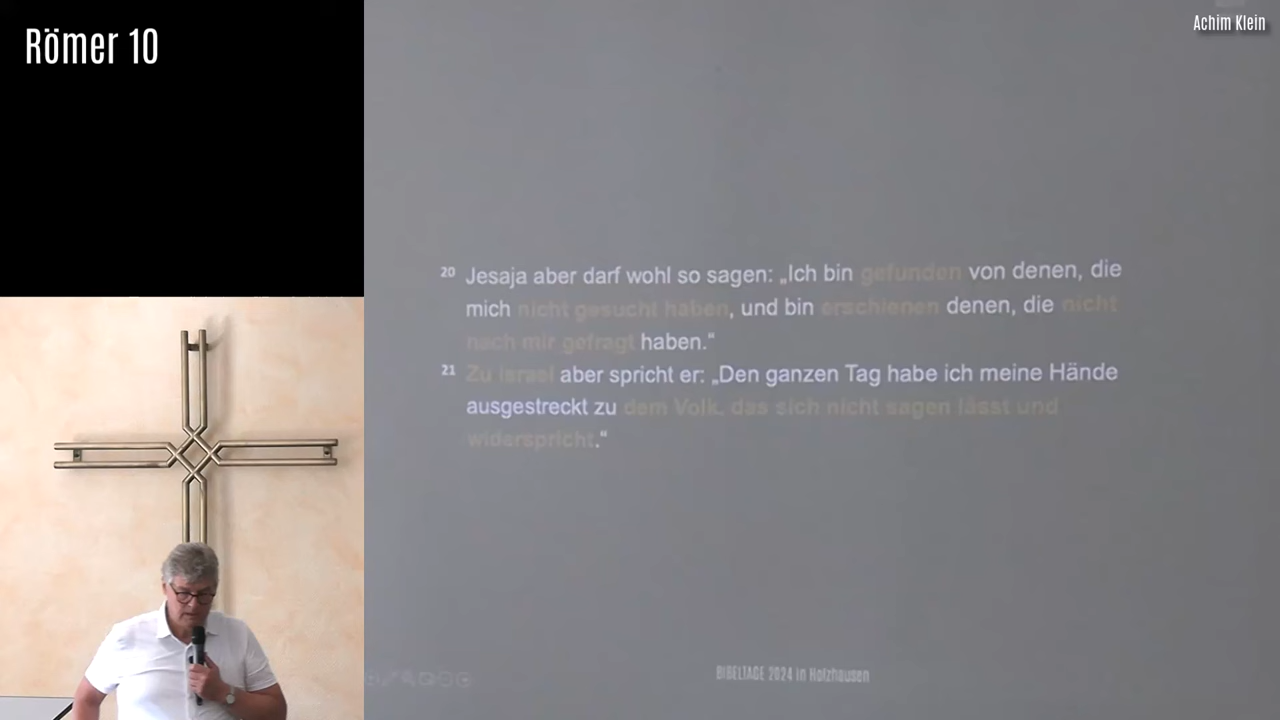 Römer 10
Achim Klein
20 Jesaja aber darf wohl so sagen: „Ich bin gefunden von denen, die
mich nicht gesucht haben, und bin erschienen denen, die nicht
nach mir gefragt haben.“
21 Zu Israel aber spricht er: „Den ganzen Tag habe ich meine Hände
ausgestreckt zu dem Volk, das sich nicht sagen lässt und
widerspricht.“
BIBELTAGE 2024 in Holzhausen